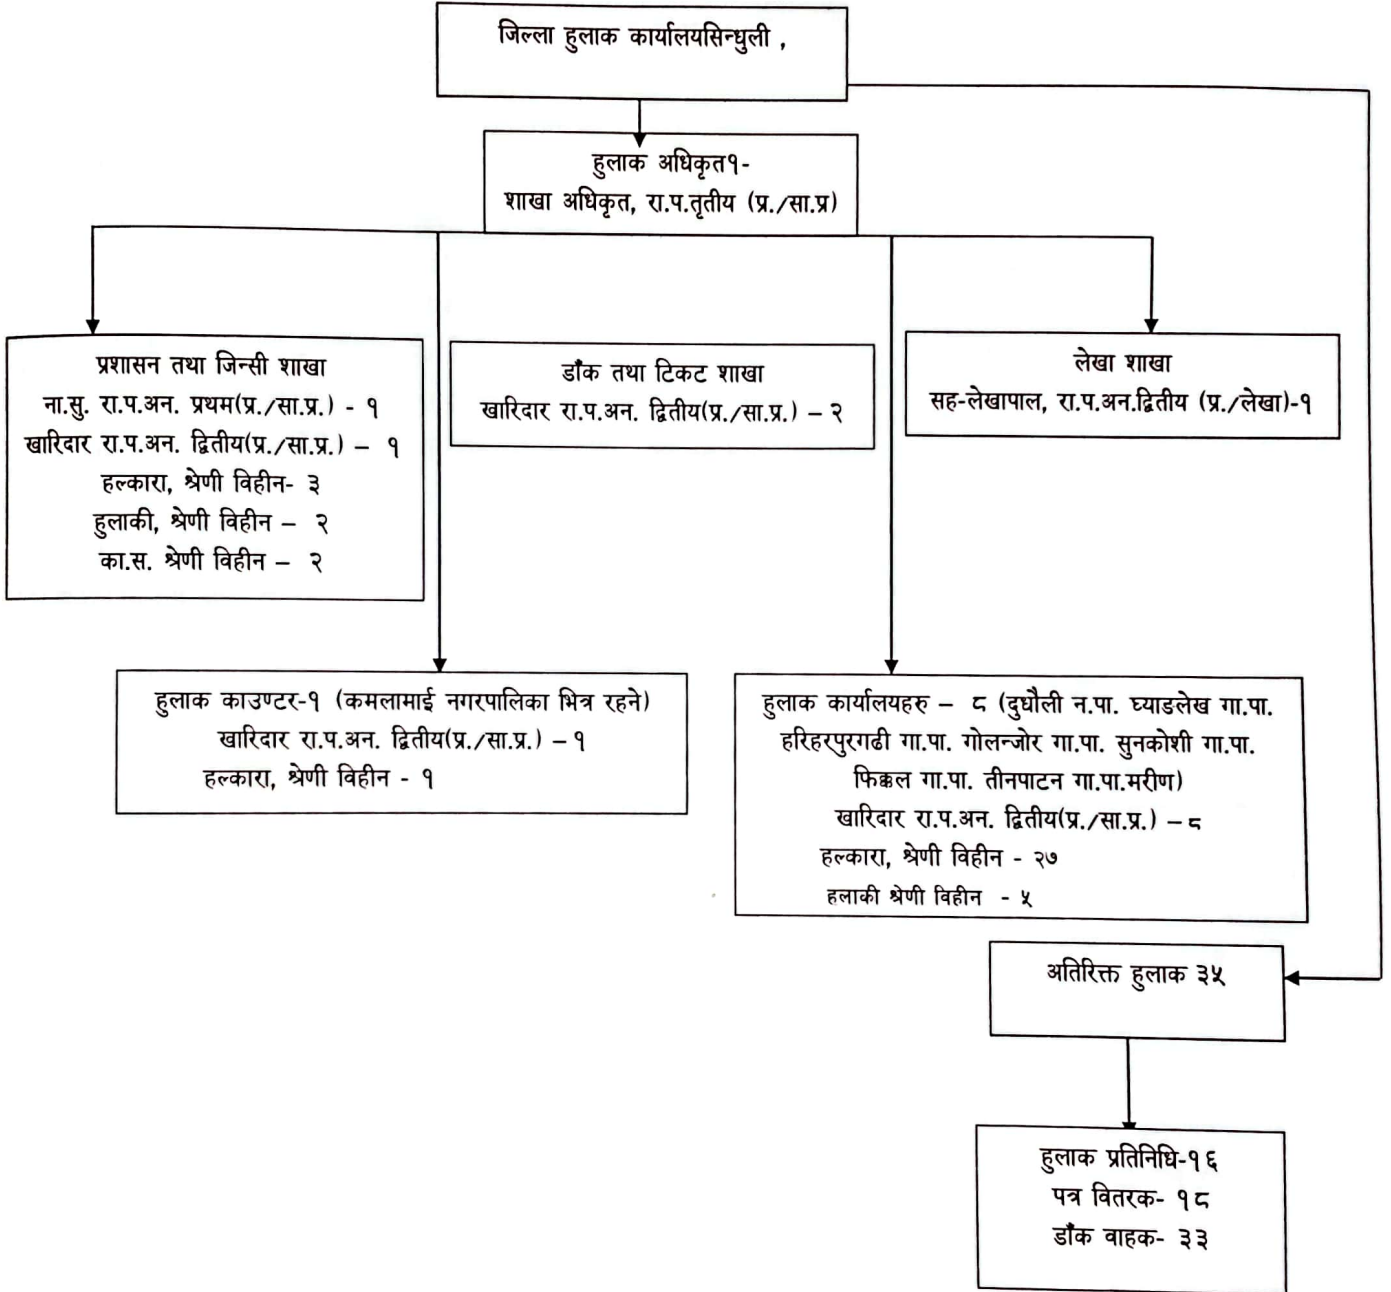 जिल्ला हुलाक कार्यालयसिन्धुली ,
हुलाक अधिकृत१-
शाखा अधिकृत, रा.प.तृतीय (प्र./सा.प्र)
प्रशासन तथा जिन्सी शाखा
ना.सु. रा.प.अन. प्रथम(प्र./सा.प्र.) - १
खारिदार रा.प.अन. द्वितीय(प्र./सा.प्र.) – १
हल्कारा, श्रेणी विहीन- ३
हुलाकी, श्रेणी विहीन – २
का.स. श्रेणी विहीन – २
डाँक तथा टिकट शाखा
खारिदार रा.प.अन. द्वितीय(प्र./सा.प्र.) – २
लेखा शाखा
सह-लेखापाल, रा.प.अन.द्वितीय (प्र./लेखा)-१
हुलाक काउण्टर-१ (कमलामाई नगरपालिका भित्र रहने)
खारिदार रा.प.अन. द्वितीय(प्र./सा.प्र.) – १
हल्कारा, श्रेणी विहीन - १
हुलाक कार्यालयहरु – ८ (दुधौली न.पा. घ्याङलेख गा.पा.
हरिहरपुरगढी गा.पा. गोलन्जोर गा.पा. सुनकोशी गा.पा.
फिक्कल गा.पा. तीनपाटन गा.पा.मरीण)
खारिदार रा.प.अन. द्वितीय(प्र./सा.प्र.) – ८
हल्कारा, श्रेणी विहीन - २७
हलाकी श्रेणी विहीन - ५
अतिरिक्त हुलाक ३५
हुलाक प्रतिनिधि-१६
पत्र वितरक- १८
डाँक वाहक- ३३